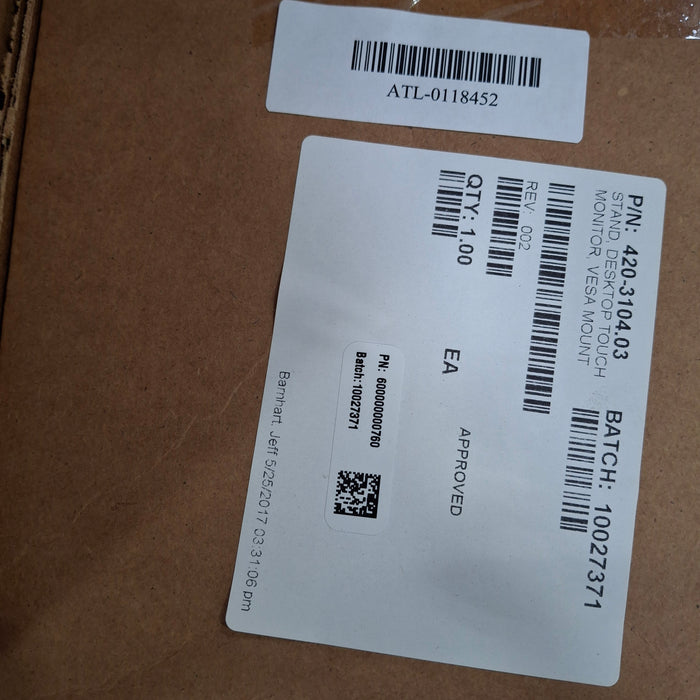 ATL-0118452
P/N: 420-3104.03
STAND, DESKTOP TOUCH
MONITOR, VESA MOUNT
BATCH: 10027371
REV: 002
QTY: 1.00
EA
APPROVED
PN: 600000000760
Batch:10027371
Barnhart, Jeff 5/25/2017 03:31:06 pm